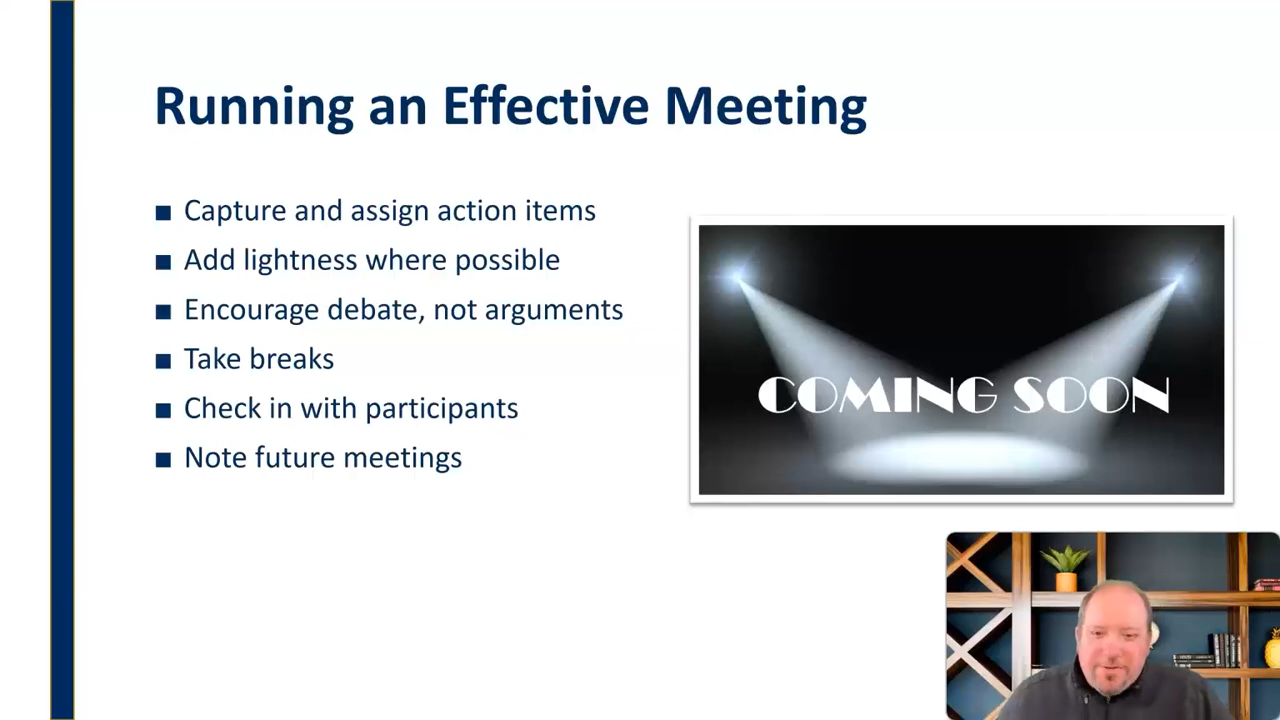 Running an Effective Meeting
Capture and assign action items
Add lightness where possible
Encourage debate, not arguments
Take breaks
Check in with participants
Note future meetings
COMING SOON